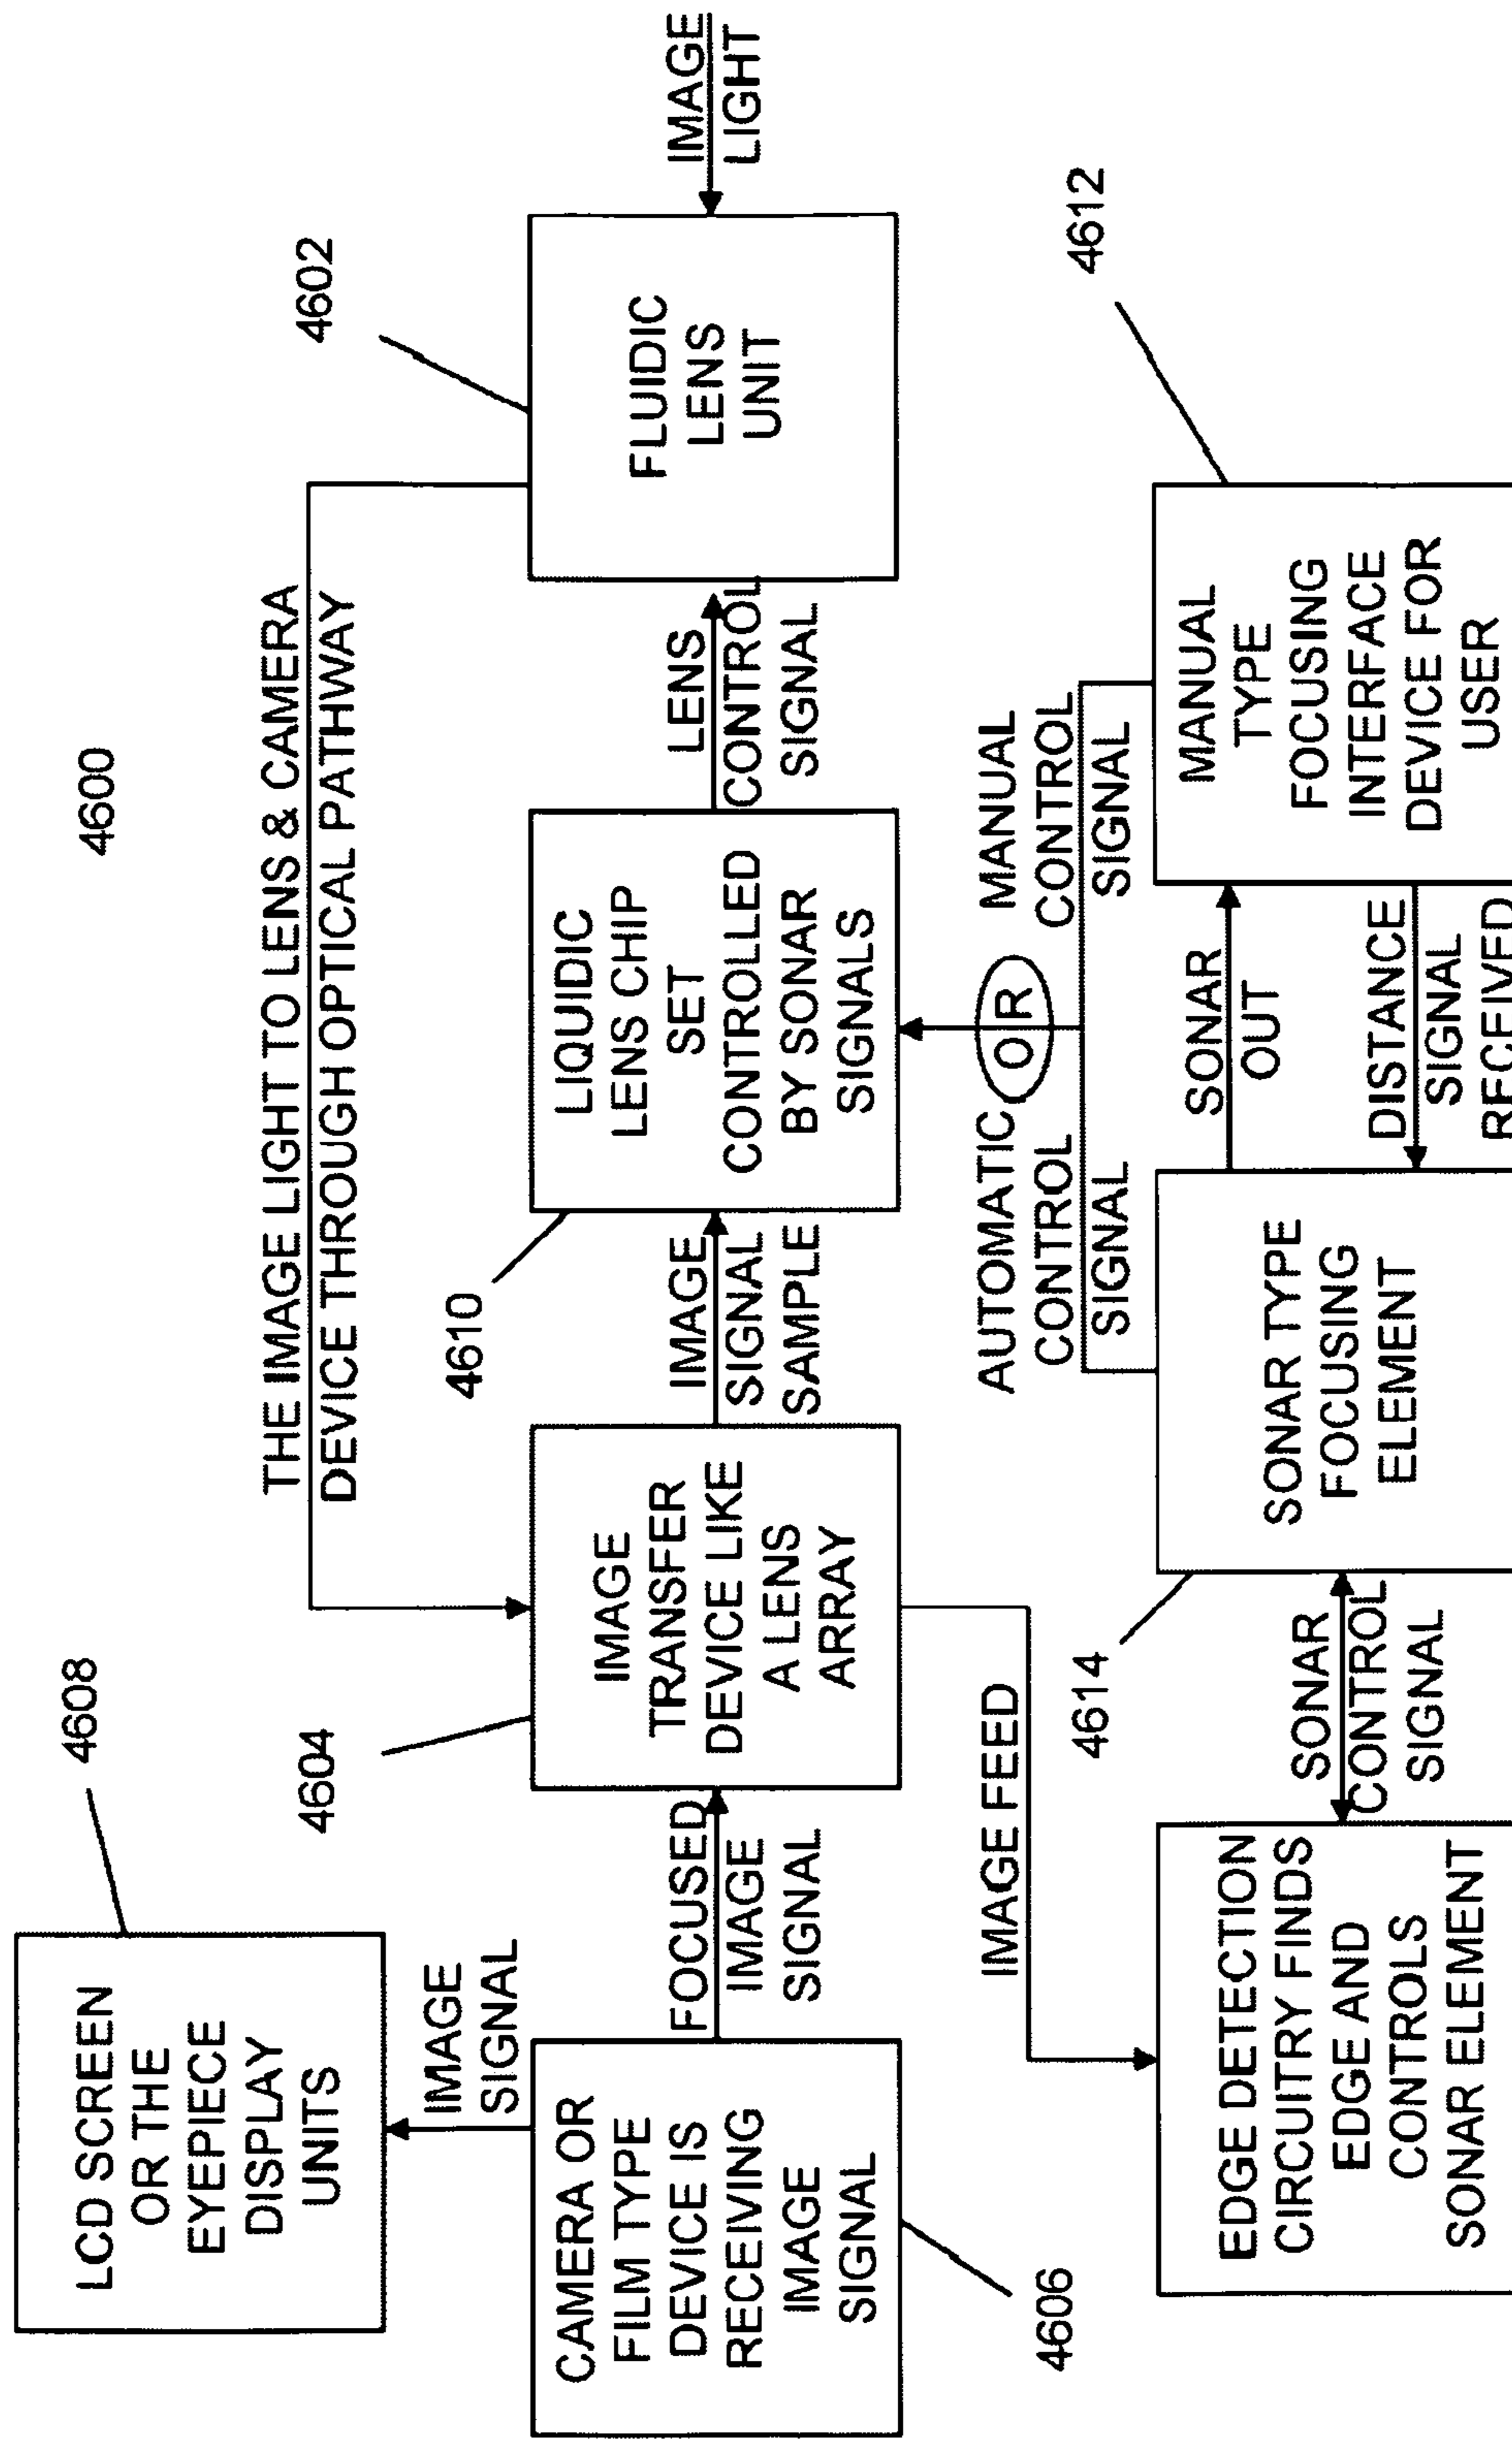 4600
LCD SCREEN
OR THE
EYEPIECE
DISPLAY
UNITS
4608
THE IMAGE LIGHT TO LENS & CAMERA
DEVICE THROUGH OPTICAL PATHWAY
4604
4602
IMAGE
SIGNAL
4610
CAMERA OR
FILM TYPE
DEVICE IS
RECEIVING
IMAGE
SIGNAL
FOCUSED
IMAGE
SIGNAL
IMAGE
TRANSFER
DEVICE LIKE
A LENS
ARRAY
IMAGE
SIGNAL
SAMPLE
LIQUIDIC
LENS CHIP
SET
CONTROLLED
BY SONAR
SIGNALS
LENS
CONTROL
SIGNAL
FLUIDIC
LENS
UNIT
IMAGE
LIGHT
4606
IMAGE FEED
4614
AUTOMATIC
CONTROL
SIGNAL
OR
MANUAL
CONTROL
SIGNAL
4612
EDGE DETECTION
CIRCUITRY FINDS
EDGE AND
CONTROLS
SONAR ELEMENT
SONAR
CONTROL
SIGNAL
SONAR TYPE
FOCUSING
ELEMENT
SONAR
OUT
DISTANCE
SIGNAL
RECEIVED
MANUAL
TYPE
FOCUSING
INTERFACE
DEVICE FOR
USER